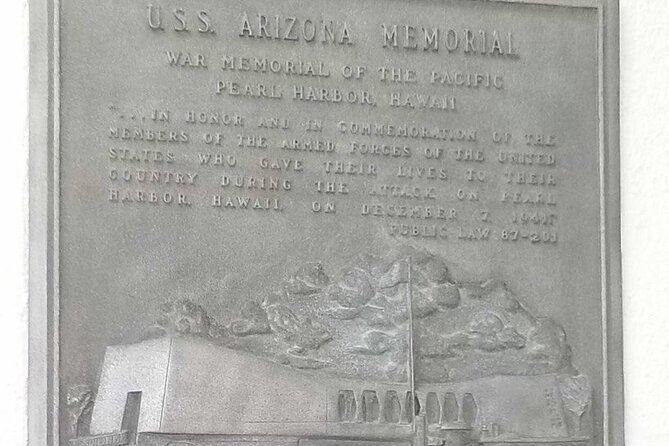 U.S.S. ARIZONA MEMORIAL
WAR MEMORIAL OF THE PACIFIC
PEARL HARBOR, HAWAII
"...IN HONOR AND IN COMMEMORATION OF THE
MEMBERS OF THE ARMED FORCES OF THE UNITED
STATES WHO GAVE THEIR LIVES TO THEIR
COUNTRY DURING THE ATTACK ON PEARL
HARBOR, HAWAII, ON DECEMBER 7, 1941."
PUBLIC LAW 87-201